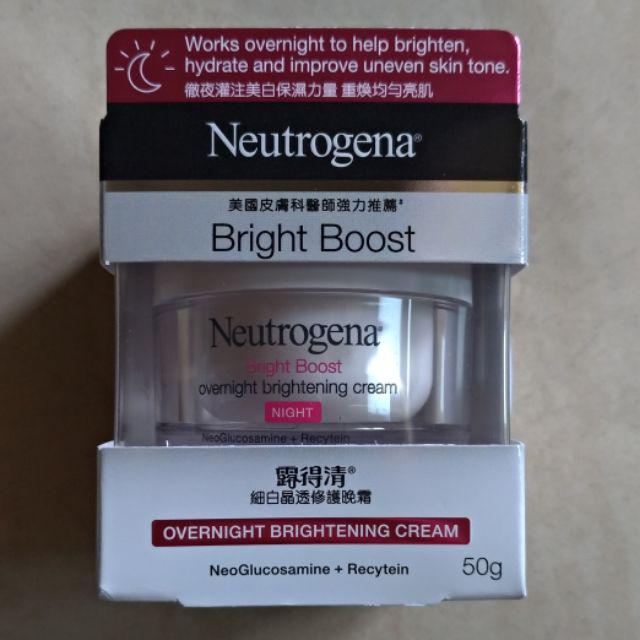 Works overnight to help brighten,
hydrate and improve uneven skin tone.
徹夜灌注美白保濕力量 重煥均勻亮肌
Neutrogena®
美國皮膚科醫師強力推薦‡
Bright Boost
Neutrogena®
Bright Boost
overnight brightening cream
NIGHT
NeoGlucosamine + Recytein
露得清®
細白晶透修護晚霜
OVERNIGHT BRIGHTENING CREAM
NeoGlucosamine + Recytein
50g